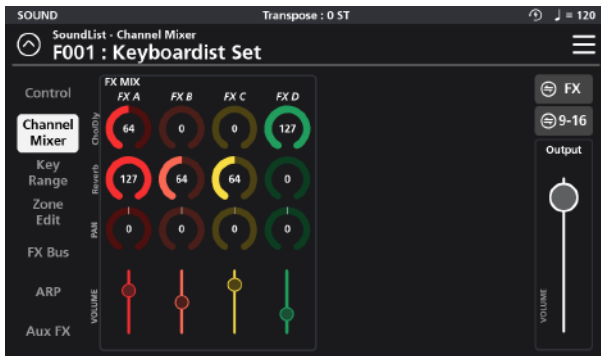 SOUND
Transpose : 0 ST
♩ = 120
SoundList - Channel Mixer
F001 : Keyboardist Set
Control
Channel
Mixer
Key
Range
Zone
Edit
FX Bus
ARP
Aux FX
FX MIX
FX A FX B FX C FX D
Cho/Dly
64 0 0 127
Reverb
127 64 64 0
PAN
0 0 0 0
VOLUME
FX
9-16
Output
VOLUME